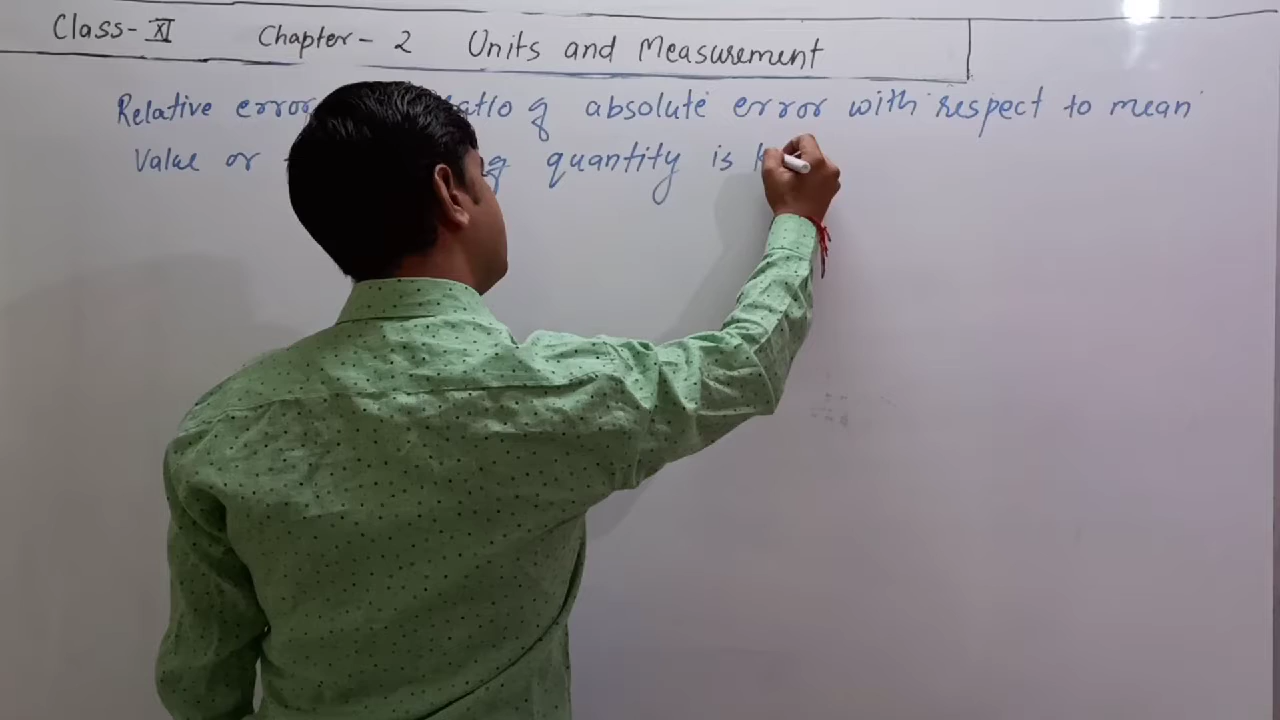 Class-XI Chapter-2 Units and Measurement
Relative error of absolute error with respect to mean
Value or quantity is